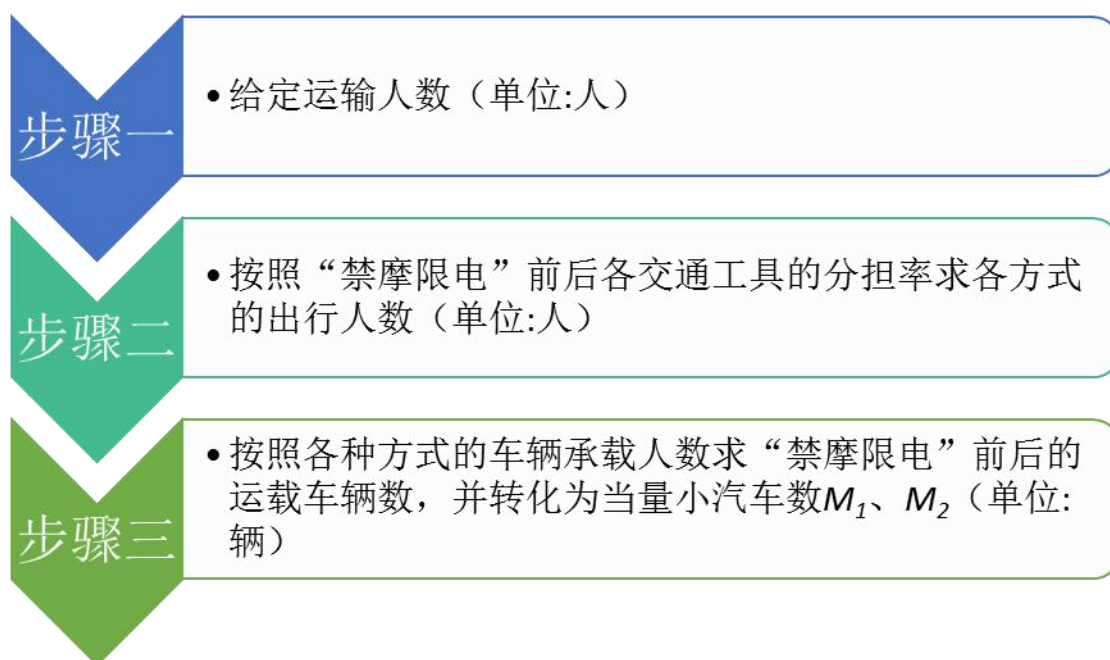 步骤一
• 给定运输人数（单位:人）
步骤二
• 按照“禁摩限电”前后各交通工具的分担率求各方式
的出行人数（单位:人）
步骤三
• 按照各种方式的车辆承载人数求“禁摩限电”前后的
运载车辆数，并转化为当量小汽车数M₁、M₂（单位:
辆）